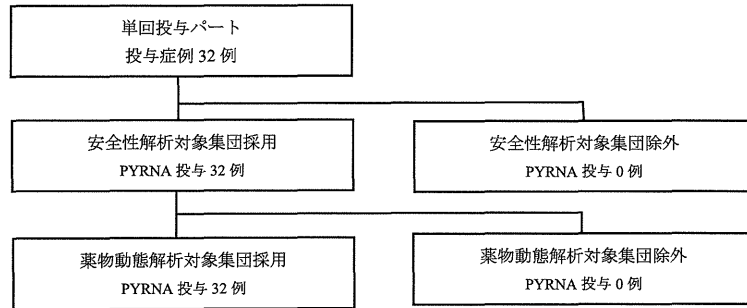 単回投与パート
投与症例 32 例
安全性解析対象集団採用
PYRNA 投与 32 例
安全性解析対象集団除外
PYRNA 投与 0 例
薬物動態解析対象集団採用
PYRNA 投与 32 例
薬物動態解析対象集団除外
PYRNA 投与 0 例